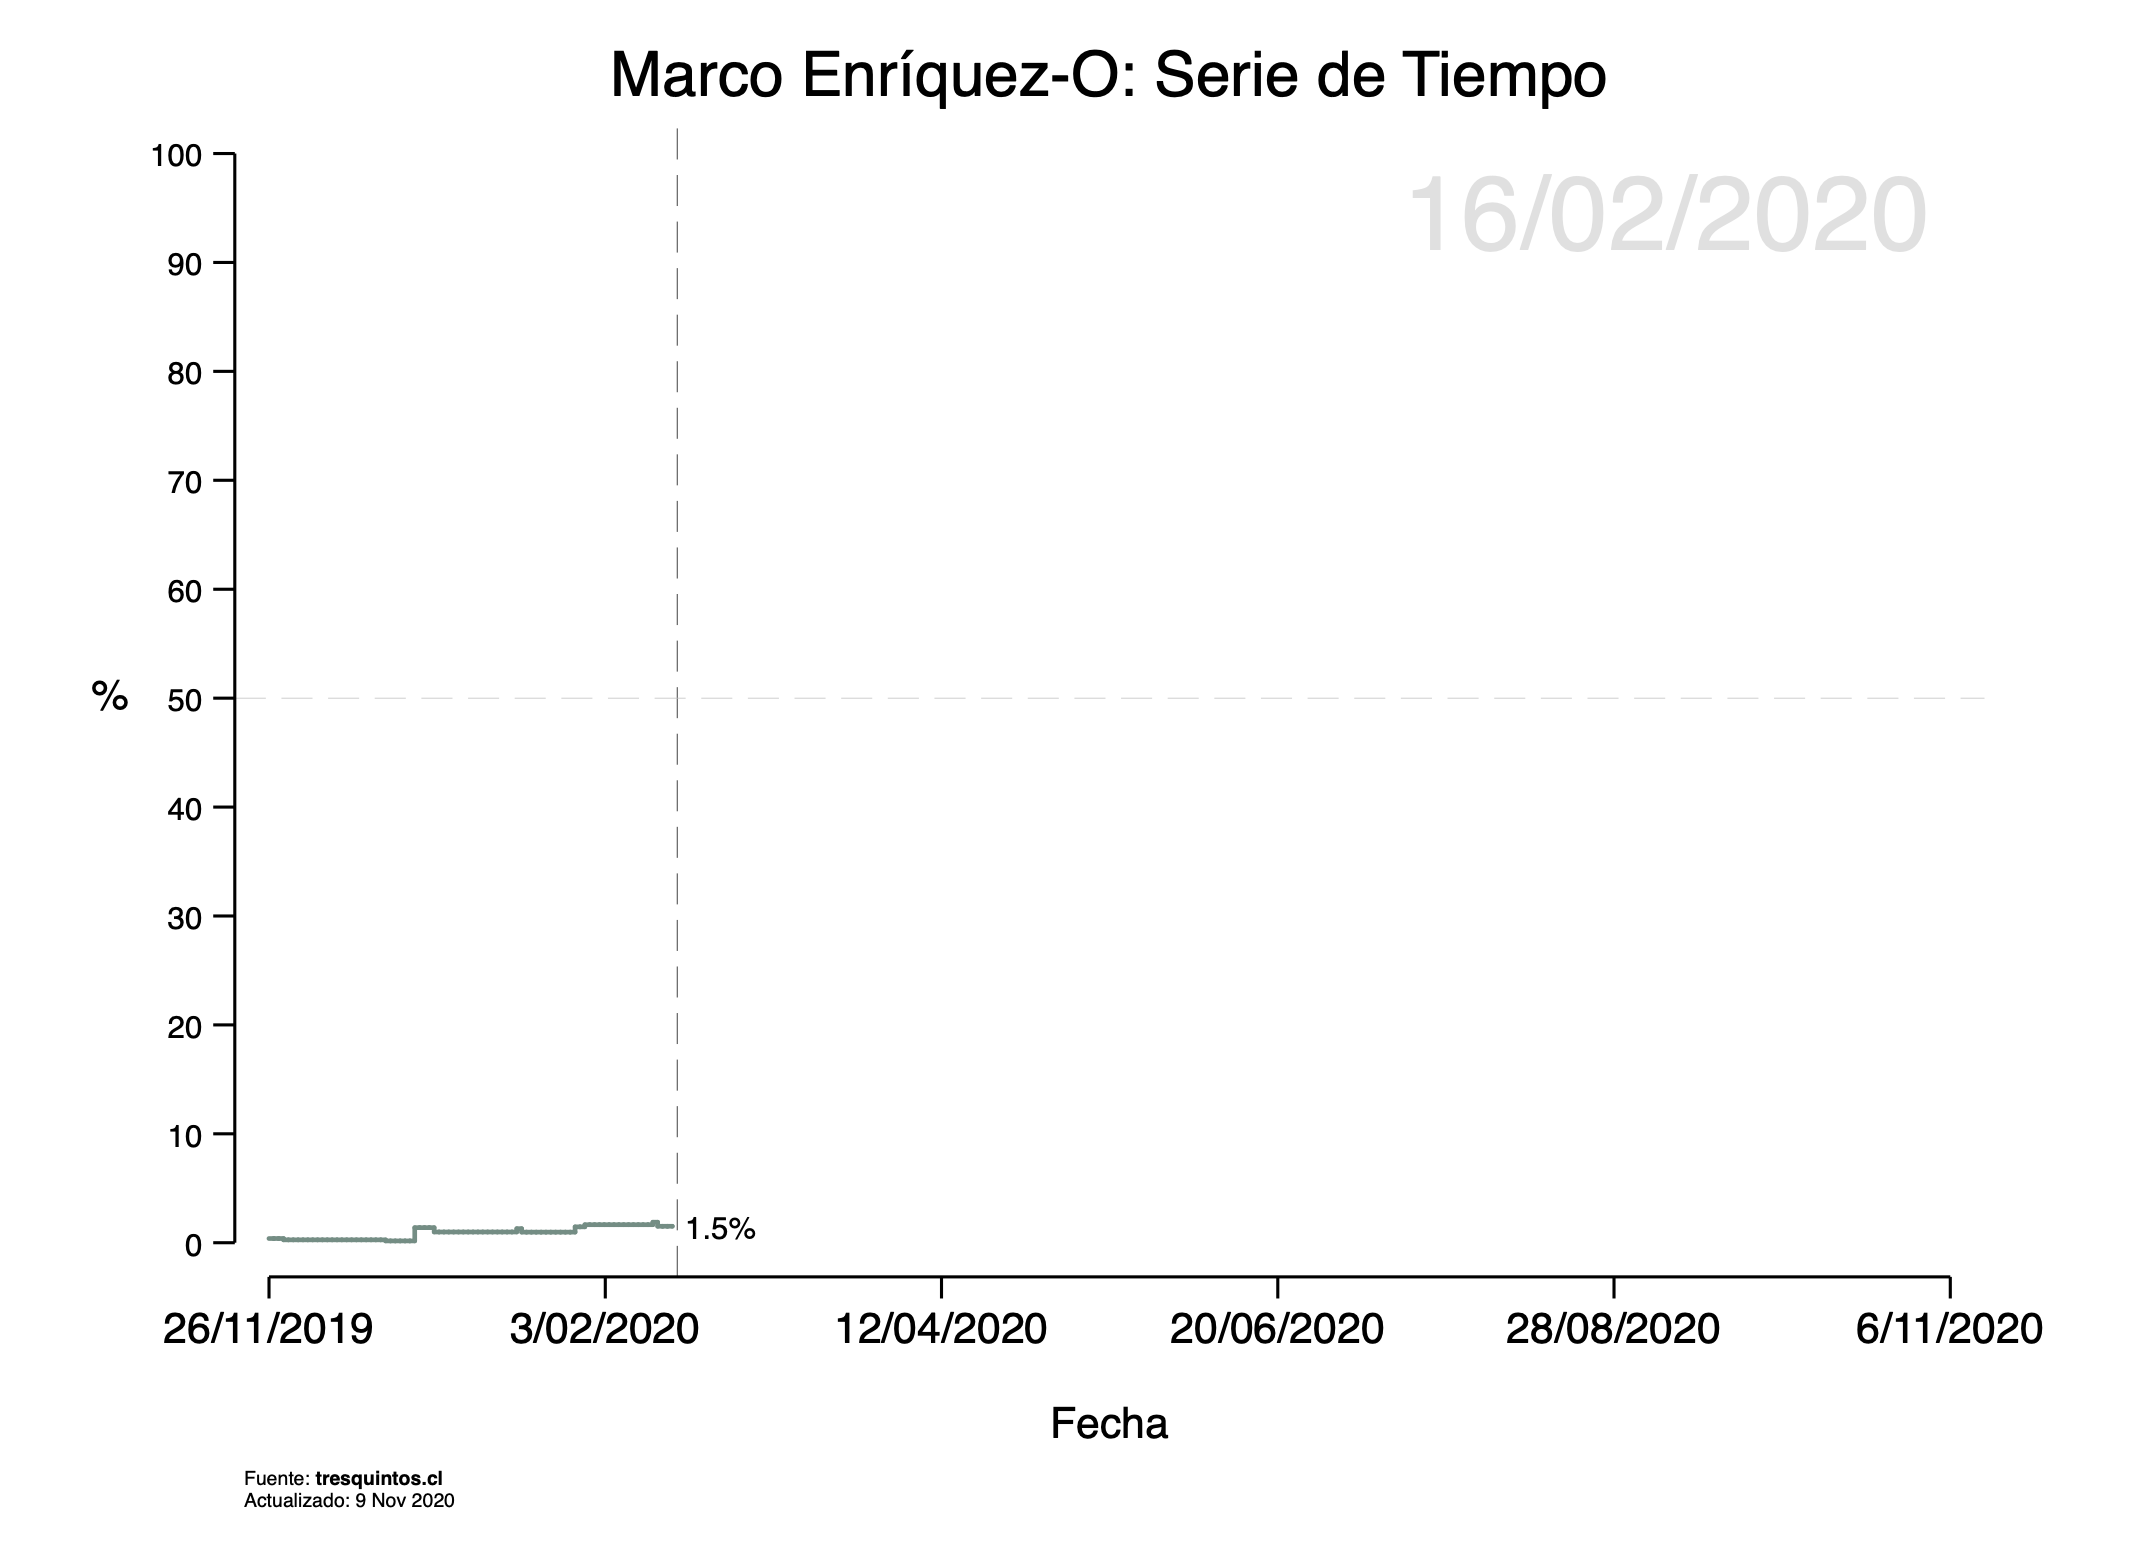 Marco Enríquez-O: Serie de Tiempo
16/02/2020
100
90
80
70
60
50
40
30
20
10
0
%
1.5%
26/11/2019 3/02/2020 12/04/2020 20/06/2020 28/08/2020 6/11/2020
Fecha
Fuente: tresquintos.cl
Actualizado: 9 Nov 2020